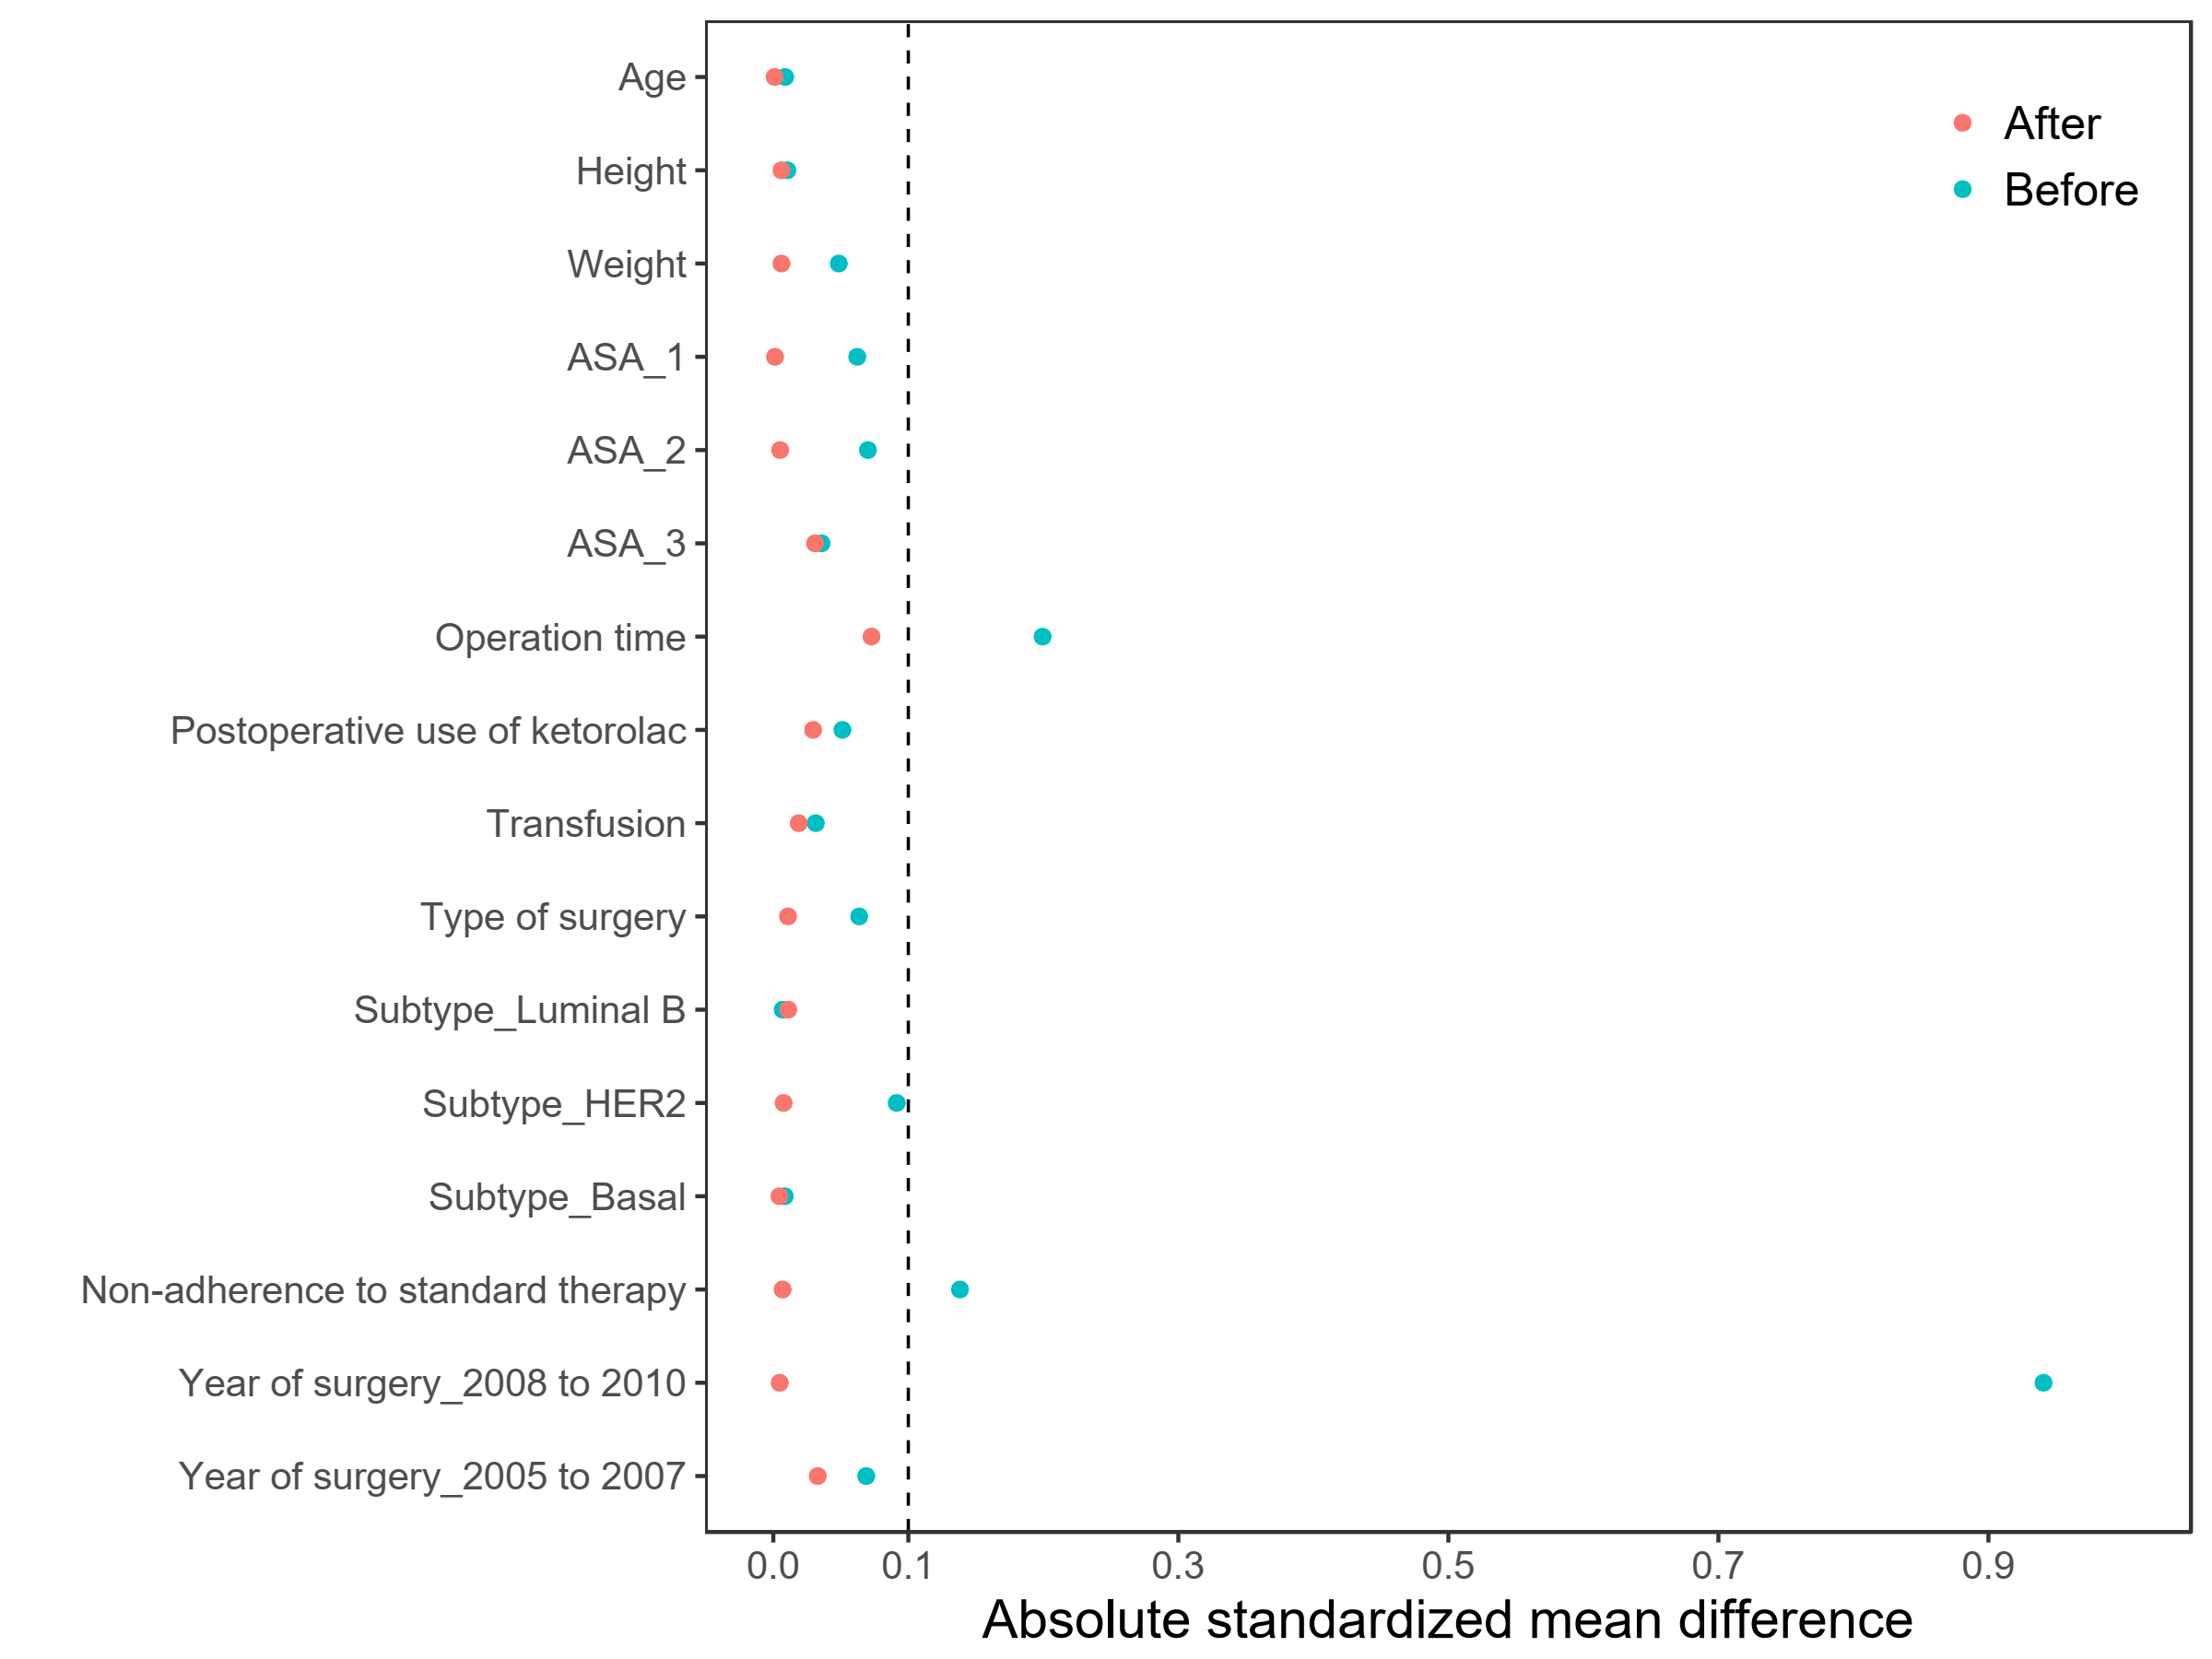 Age
Height
Weight
ASA_1
ASA_2
ASA_3
Operation time
Postoperative use of ketorolac
Transfusion
Type of surgery
Subtype_Luminal B
Subtype_HER2
Subtype_Basal
Non-adherence to standard therapy
Year of surgery_2008 to 2010
Year of surgery_2005 to 2007
After
Before
0.0 0.1 0.3 0.5 0.7 0.9
Absolute standardized mean difference